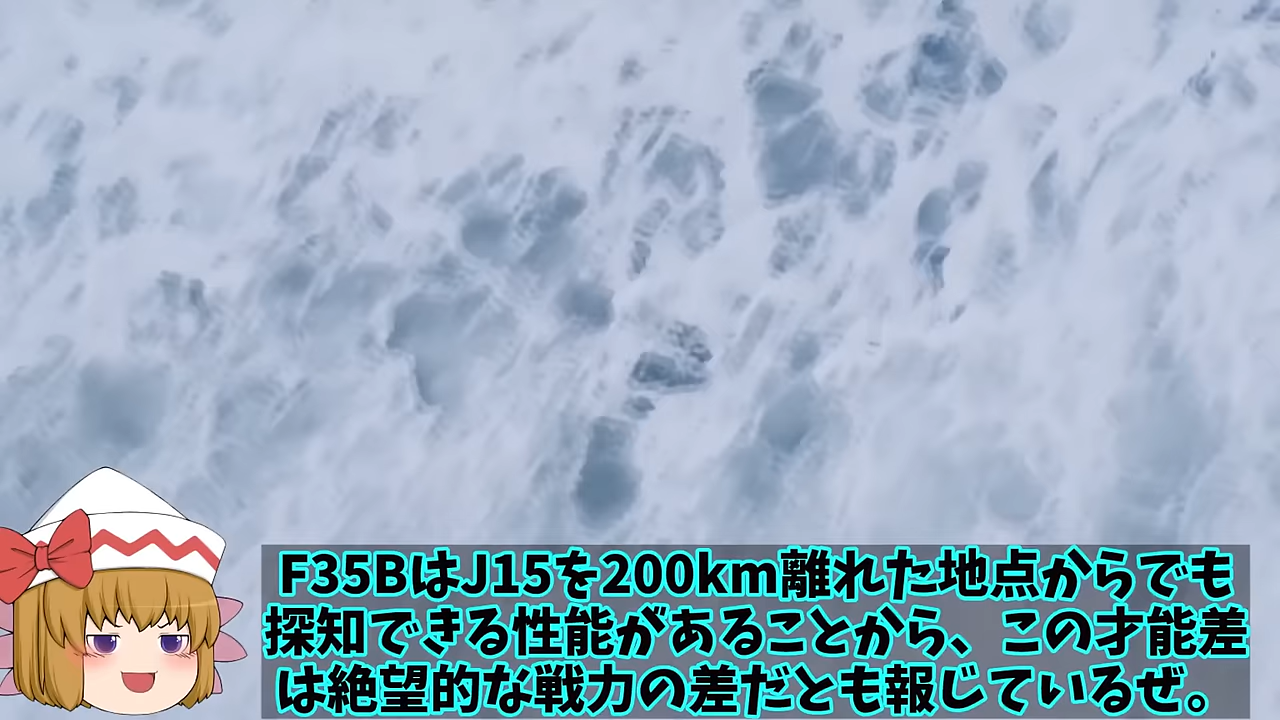 F35BはJ15を200km離れた地点からでも
探知できる性能があることから、この才能差
は絶望的な戦力の差だとも報じているぜ。